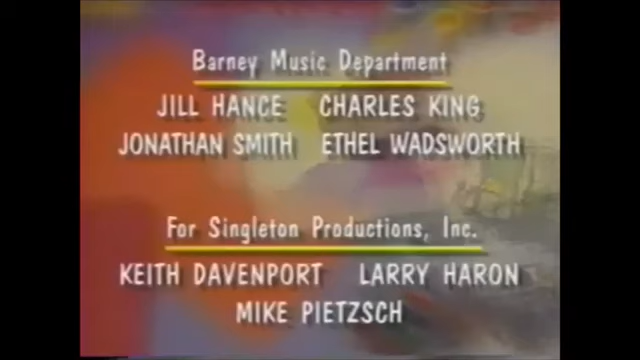 Barney Music Department
JILL HANCE CHARLES KING
JONATHAN SMITH ETHEL WADSWORTH
For Singleton Productions, Inc.
KEITH DAVENPORT LARRY HARON
MIKE PIETZSCH